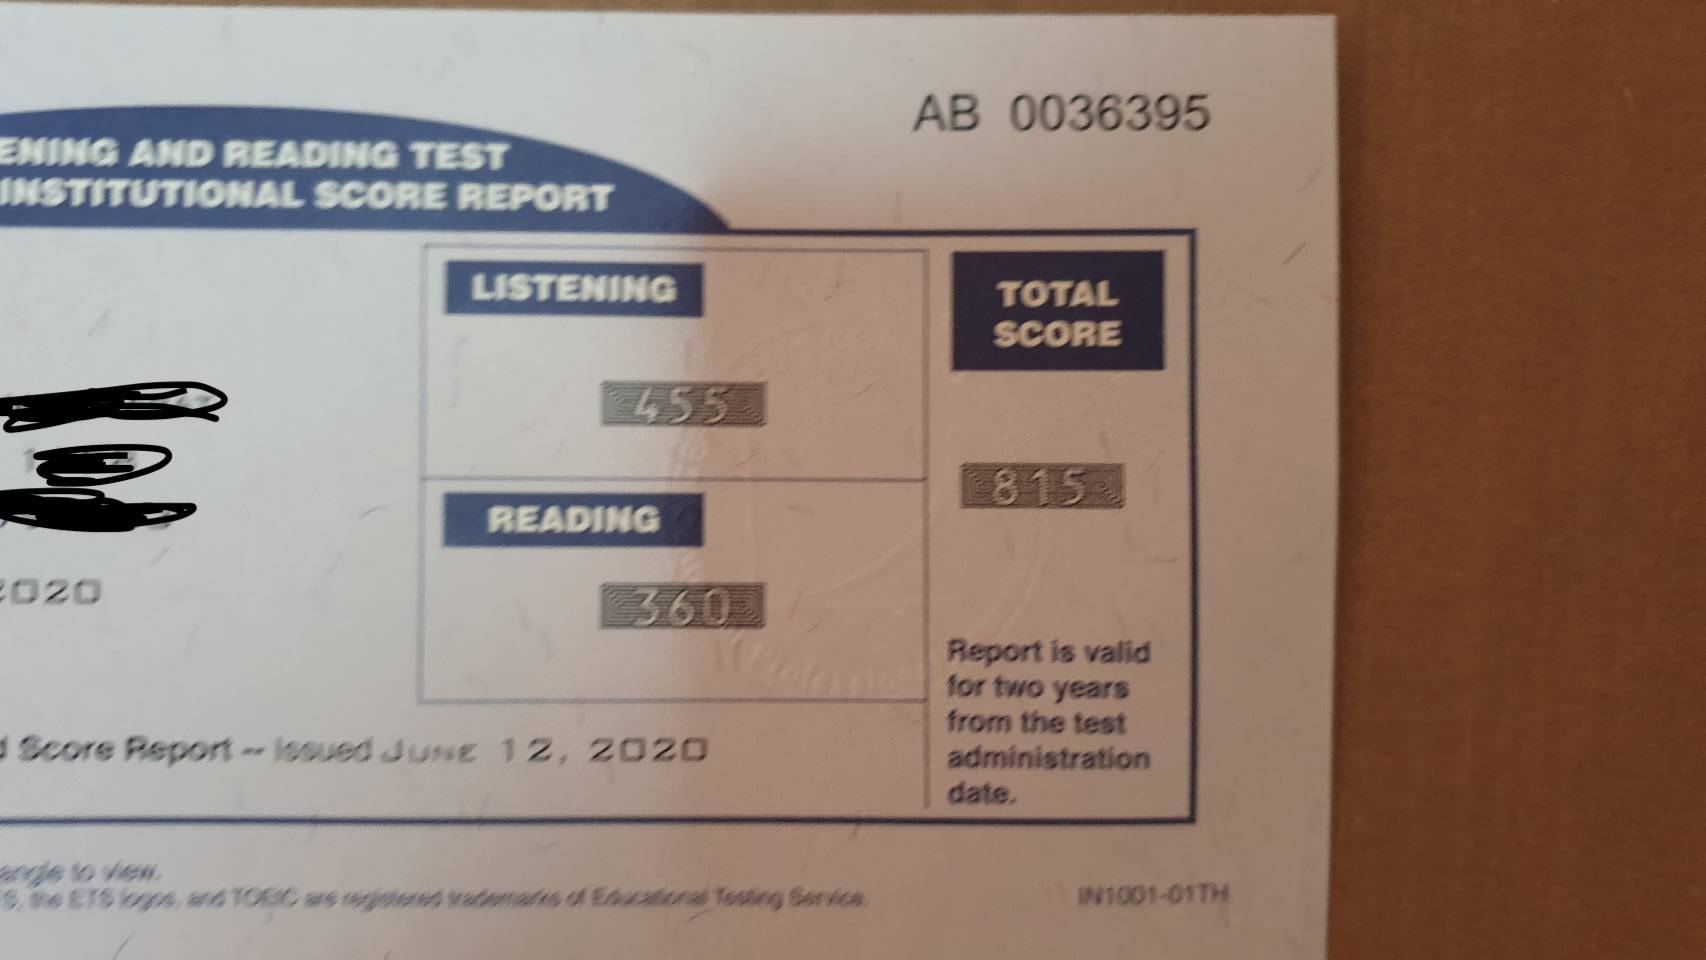 AB 0036395
ENING AND READING TEST
INSTITUTIONAL SCORE REPORT
LISTENING
455
READING
360
TOTAL
SCORE
815
2020
Report is valid
for two years
from the test
administration
date.
d Score Report -- Issued JUNE 12, 2020
angle to view.
S, the ETS logos, and TOEIC are registered trademarks of Educational Testing Service.
IN1001-01TH